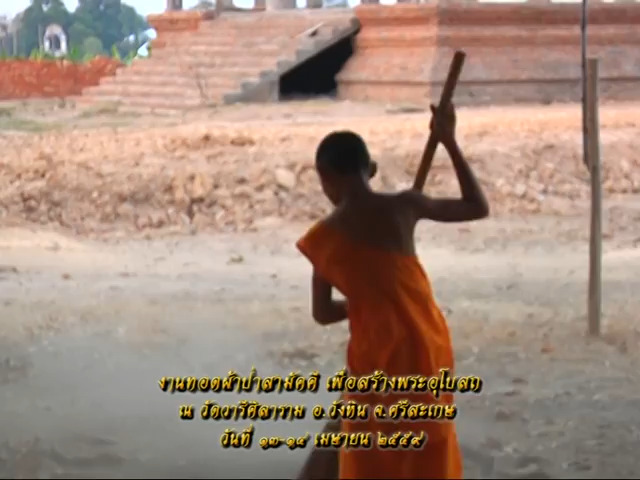 งานทอดผ้าป่าสามัคคี เพื่อสร้างพระอุโบสถ
ณ วัดวารีศิลาราม อ.วังหิน จ.ศรีสะเกษ
วันที่ ๑๓-๑๔ เมษายน ๒๕๕๙